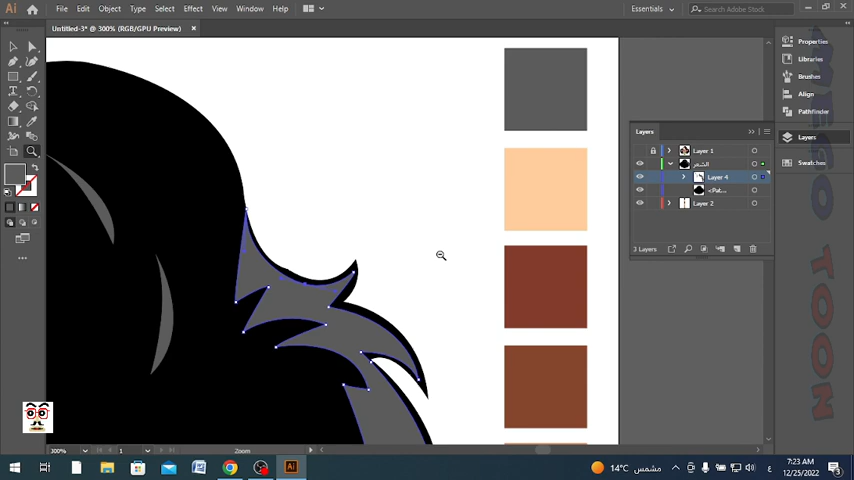 Ai File Edit Object Type Select Effect View Window Help Essentials Search Adobe Stock
Untitled-3* @ 300% (RGB/GPU Preview) ×
Properties
Libraries
Brushes
Align
Pathfinder
Layers
Swatches
Layers
Layer 1
الشعر
Layer 4
<Pat...
Layer 2
3 Layers
MEGO TOON
300% 1 Zoom
14°C مشمس
ع
7:23 AM
12/25/2022